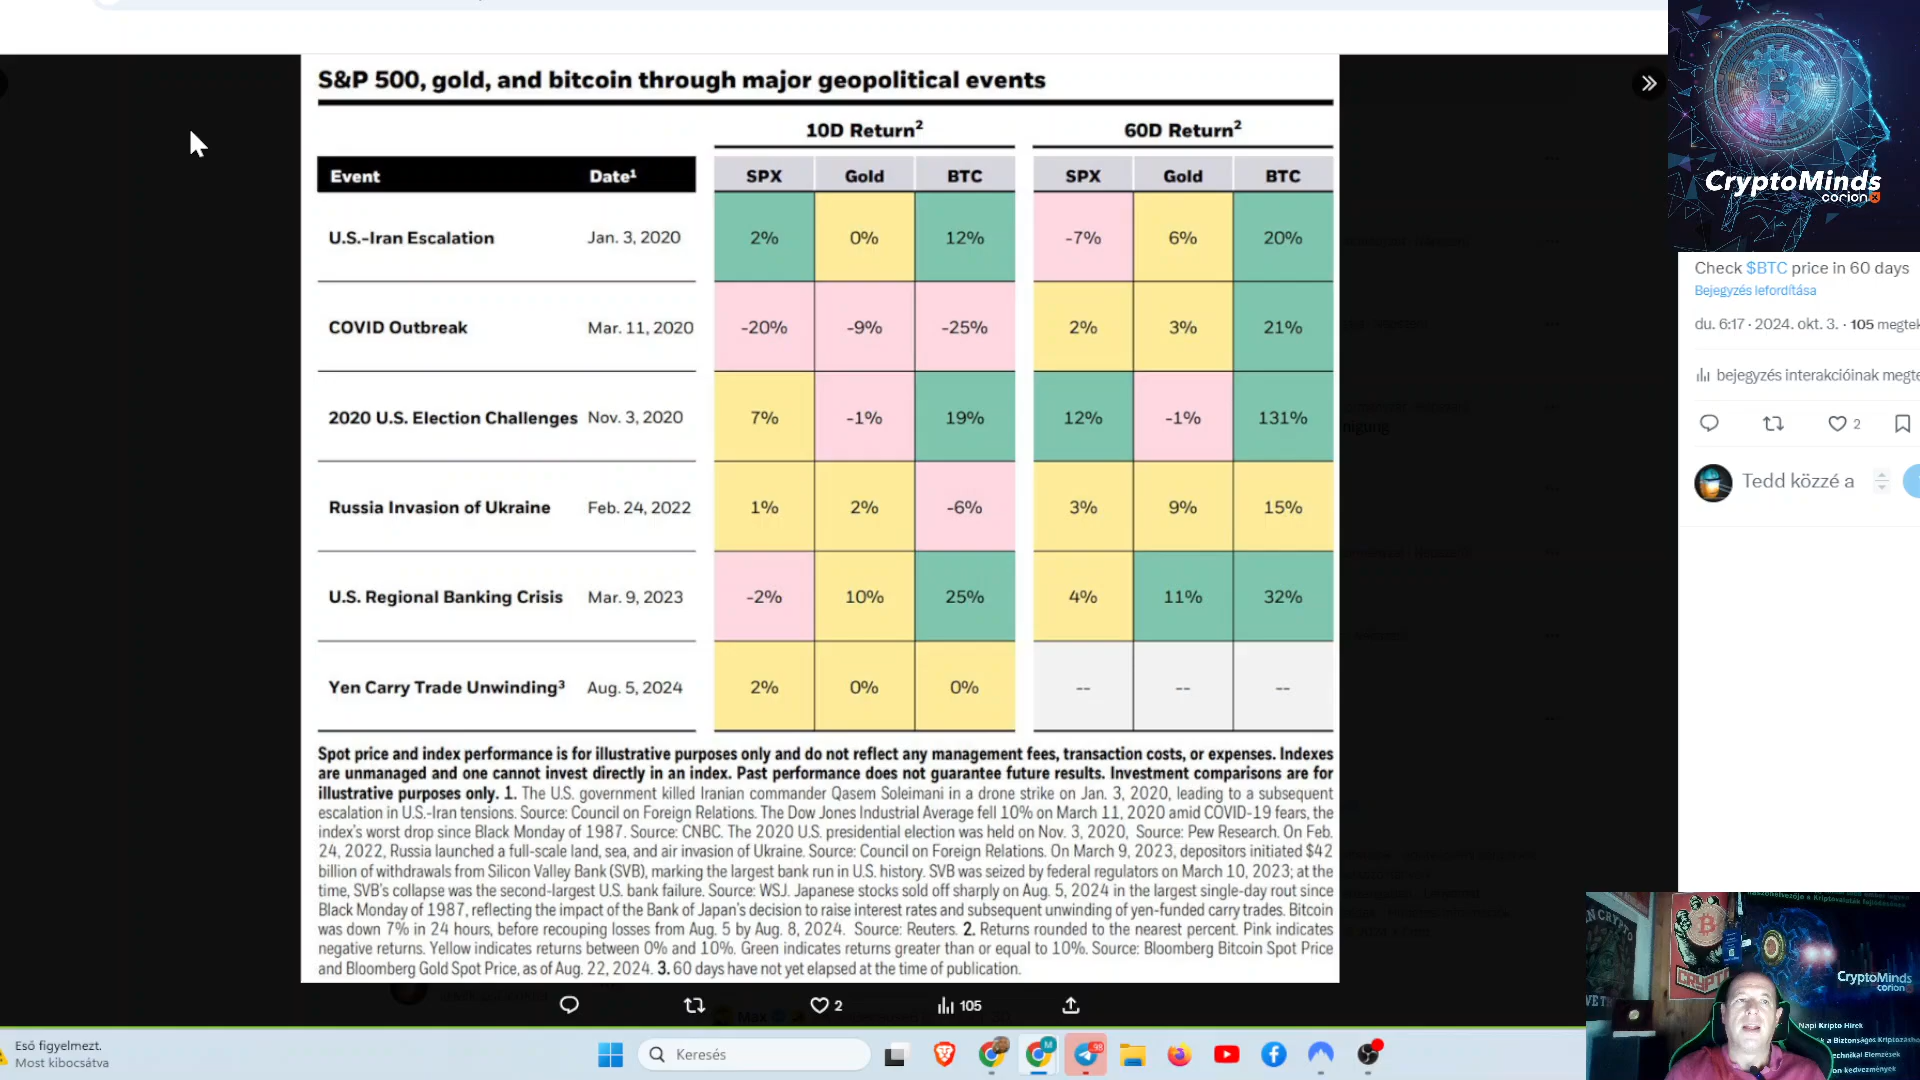 S&P 500, gold, and bitcoin through major geopolitical events
10D Return²
60D Return²
Event Date¹ SPX Gold BTC SPX Gold BTC
U.S.-Iran Escalation Jan. 3, 2020 2% 0% 12% -7% 6% 20%
COVID Outbreak Mar. 11, 2020 -20% -9% -25% 2% 3% 21%
2020 U.S. Election Challenges Nov. 3, 2020 7% -1% 19% 12% -1% 131%
Russia Invasion of Ukraine Feb. 24, 2022 1% 2% -6% 3% 9% 15%
U.S. Regional Banking Crisis Mar. 9, 2023 -2% 10% 25% 4% 11% 32%
Yen Carry Trade Unwinding³ Aug. 5, 2024 2% 0% 0% -- -- --
Spot price and index performance is for illustrative purposes only and do not reflect any management fees, transaction costs, or expenses. Indexes
are unmanaged and one cannot invest directly in an index. Past performance does not guarantee future results. Investment comparisons are for
illustrative purposes only. 1. The U.S. government killed Iranian commander Qasem Soleimani in a drone strike on Jan. 3, 2020, leading to a subsequent
escalation in U.S.-Iran tensions. Source: Council on Foreign Relations. The Dow Jones Industrial Average fell 10% on March 11, 2020 amid COVID-19 fears, the
index's worst drop since Black Monday of 1987. Source: CNBC. The 2020 U.S. presidential election was held on Nov. 3, 2020, Source: Pew Research. On Feb.
24, 2022, Russia launched a full-scale land, sea, and air invasion of Ukraine. Source: Council on Foreign Relations. On March 9, 2023, depositors initiated $42
billion of withdrawals from Silicon Valley Bank (SVB), marking the largest bank run in U.S. history. SVB was seized by federal regulators on March 10, 2023; at the
time, SVB's collapse was the second-largest U.S. bank failure. Source: WSJ. Japanese stocks sold off sharply on Aug. 5, 2024 in the largest single-day rout since
Black Monday of 1987, reflecting the impact of the Bank of Japan's decision to raise interest rates and subsequent unwinding of yen-funded carry trades. Bitcoin
was down 7% in 24 hours, before recouping losses from Aug. 5 by Aug. 8, 2024. Source: Reuters. 2. Returns rounded to the nearest percent. Pink indicates
negative returns. Yellow indicates returns between 0% and 10%. Green indicates returns greater than or equal to 10%. Source: Bloomberg Bitcoin Spot Price
and Bloomberg Gold Spot Price, as of Aug. 22, 2024. 3. 60 days have not yet elapsed at the time of publication.
2
105
CryptoMinds
corion
Check $BTC price in 60 days
Bejegyzés lefordítása
du. 6:17 · 2024. okt. 3. · 105 megtek
bejegyzés interakcióinak megte
2
Tedd közzé a
CryptoMinds
corion
Napi Kripto Hírek
a Biztonságos Kriptozásho
echnikai Elemzések
on kedvezmények
Eső figyelmezt.
Most kibocsátva
Keresés
98